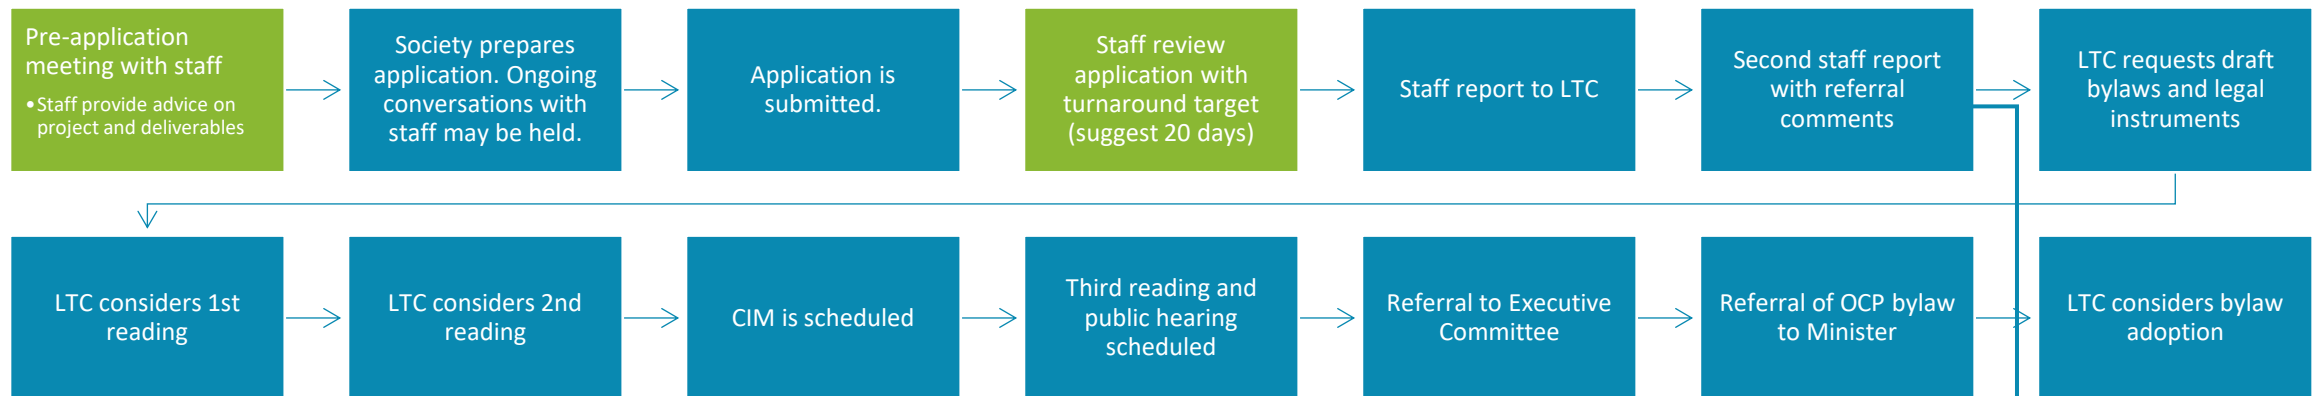 Pre-application
meeting with staff
•Staff provide advice on
project and deliverables
Society prepares
application. Ongoing
conversations with
staff may be held.
Application is
submitted.
Staff review
application with
turnaround target
(suggest 20 days)
Staff report to LTC
Second staff report
with referral
comments
LTC requests draft
bylaws and legal
instruments
LTC considers 1st
reading
LTC considers 2nd
reading
CIM is scheduled
Third reading and
public hearing
scheduled
Referral to Executive
Committee
Referral of OCP bylaw
to Minister
LTC considers bylaw
adoption